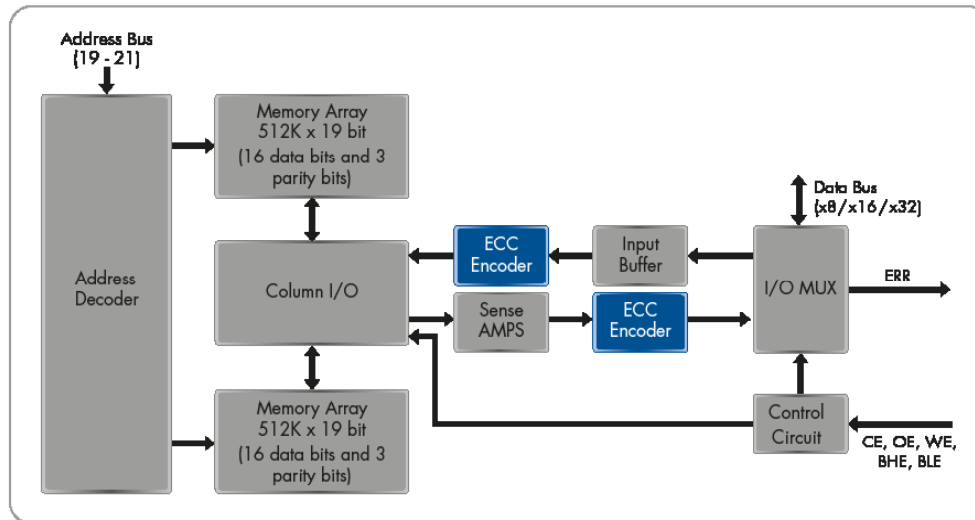 Address Bus
(19 - 21)
Memory Array
512K x 19 bit
(16 data bits and 3
parity bits)
Address
Decoder
Column I/O
ECC
Encoder
Input
Buffer
Sense
AMPS
ECC
Encoder
Data Bus
(x8/x16/x32)
I/O MUX
ERR
Memory Array
512K x 19 bit
(16 data bits and 3
parity bits)
Control
Circuit
CE, OE, WE,
BHE, BLE